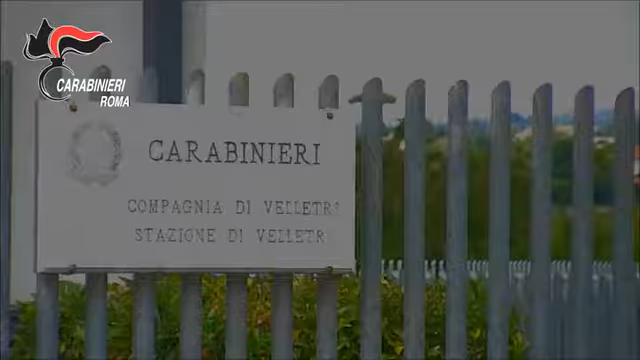 CARABINIERI
ROMA
CARABINIERI
COMPAGNIA DI VELLETRI
STAZIONE DI VELLETRI